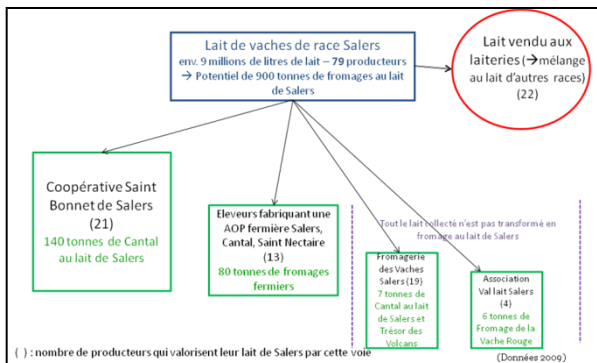 Lait de vaches de race Salers
env. 9 millions de litres de lait – 79 producteurs
→ Potentiel de 900 tonnes de fromages au lait
de Salers
Lait vendu aux
laiteries (→mélange
au lait d'autres races)
(22)
Coopérative Saint
Bonnet de Salers
(21)
140 tonnes de Cantal
au lait de Salers
Eleveurs fabriquant une
AOP fermière Salers,
Cantal, Saint Nectaire
(13)
80 tonnes de fromages
fermiers
Tout le lait collecté n'est pas transformé en
fromage au lait de Salers
Fromagerie
des Vaches
Salers (19)
7 tonnes de
Cantal au lait
de Salers et
Trésor des
Volcans
Association
Val lait Salers
(4)
6 tonnes de
Fromage de la
Vache Rouge
( ) : nombre de producteurs qui valorisent leur lait de Salers par cette voie
(Données 2009)